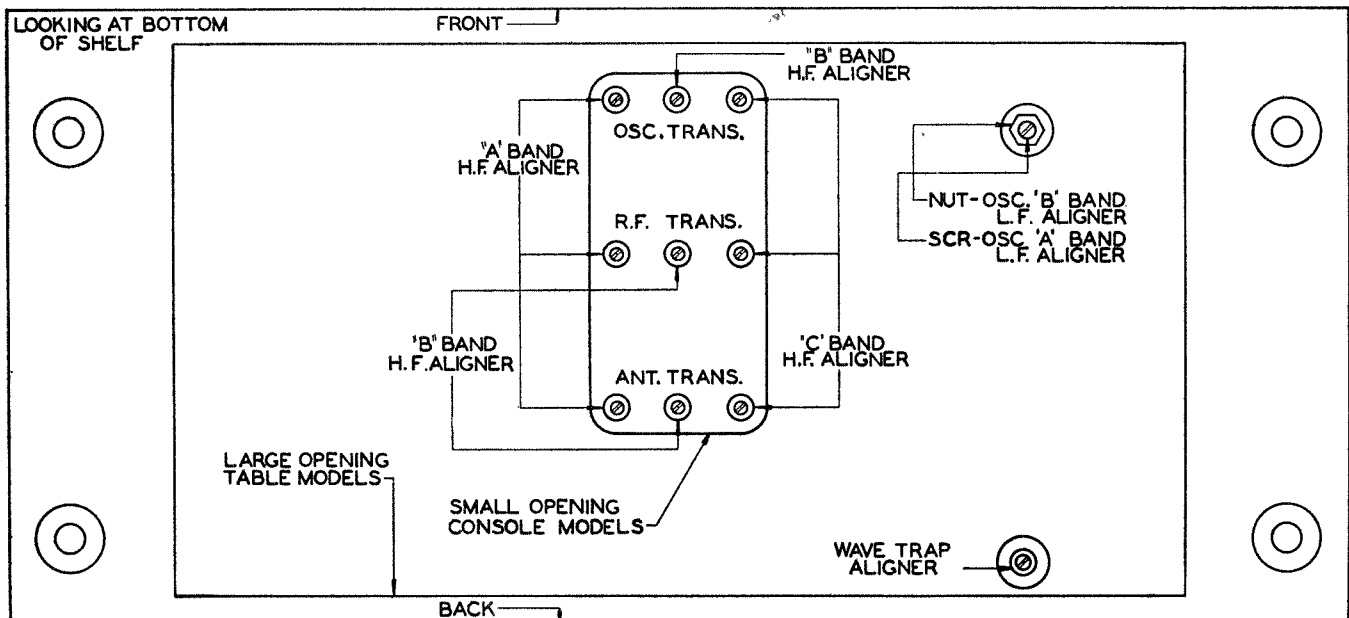 LOOKING AT BOTTOM
OF SHELF
FRONT
"B" BAND
H.F. ALIGNER
OSC. TRANS.
"A' BAND
H.F. ALIGNER
NUT-OSC. 'B' BAND
L.F. ALIGNER
SCR-OSC 'A' BAND
L.F. ALIGNER
R.F. TRANS.
'B" BAND
H.F. ALIGNER
'C' BAND
H.F. ALIGNER
ANT. TRANS.
LARGE OPENING
TABLE MODELS
SMALL OPENING
CONSOLE MODELS
WAVE TRAP
ALIGNER
BACK